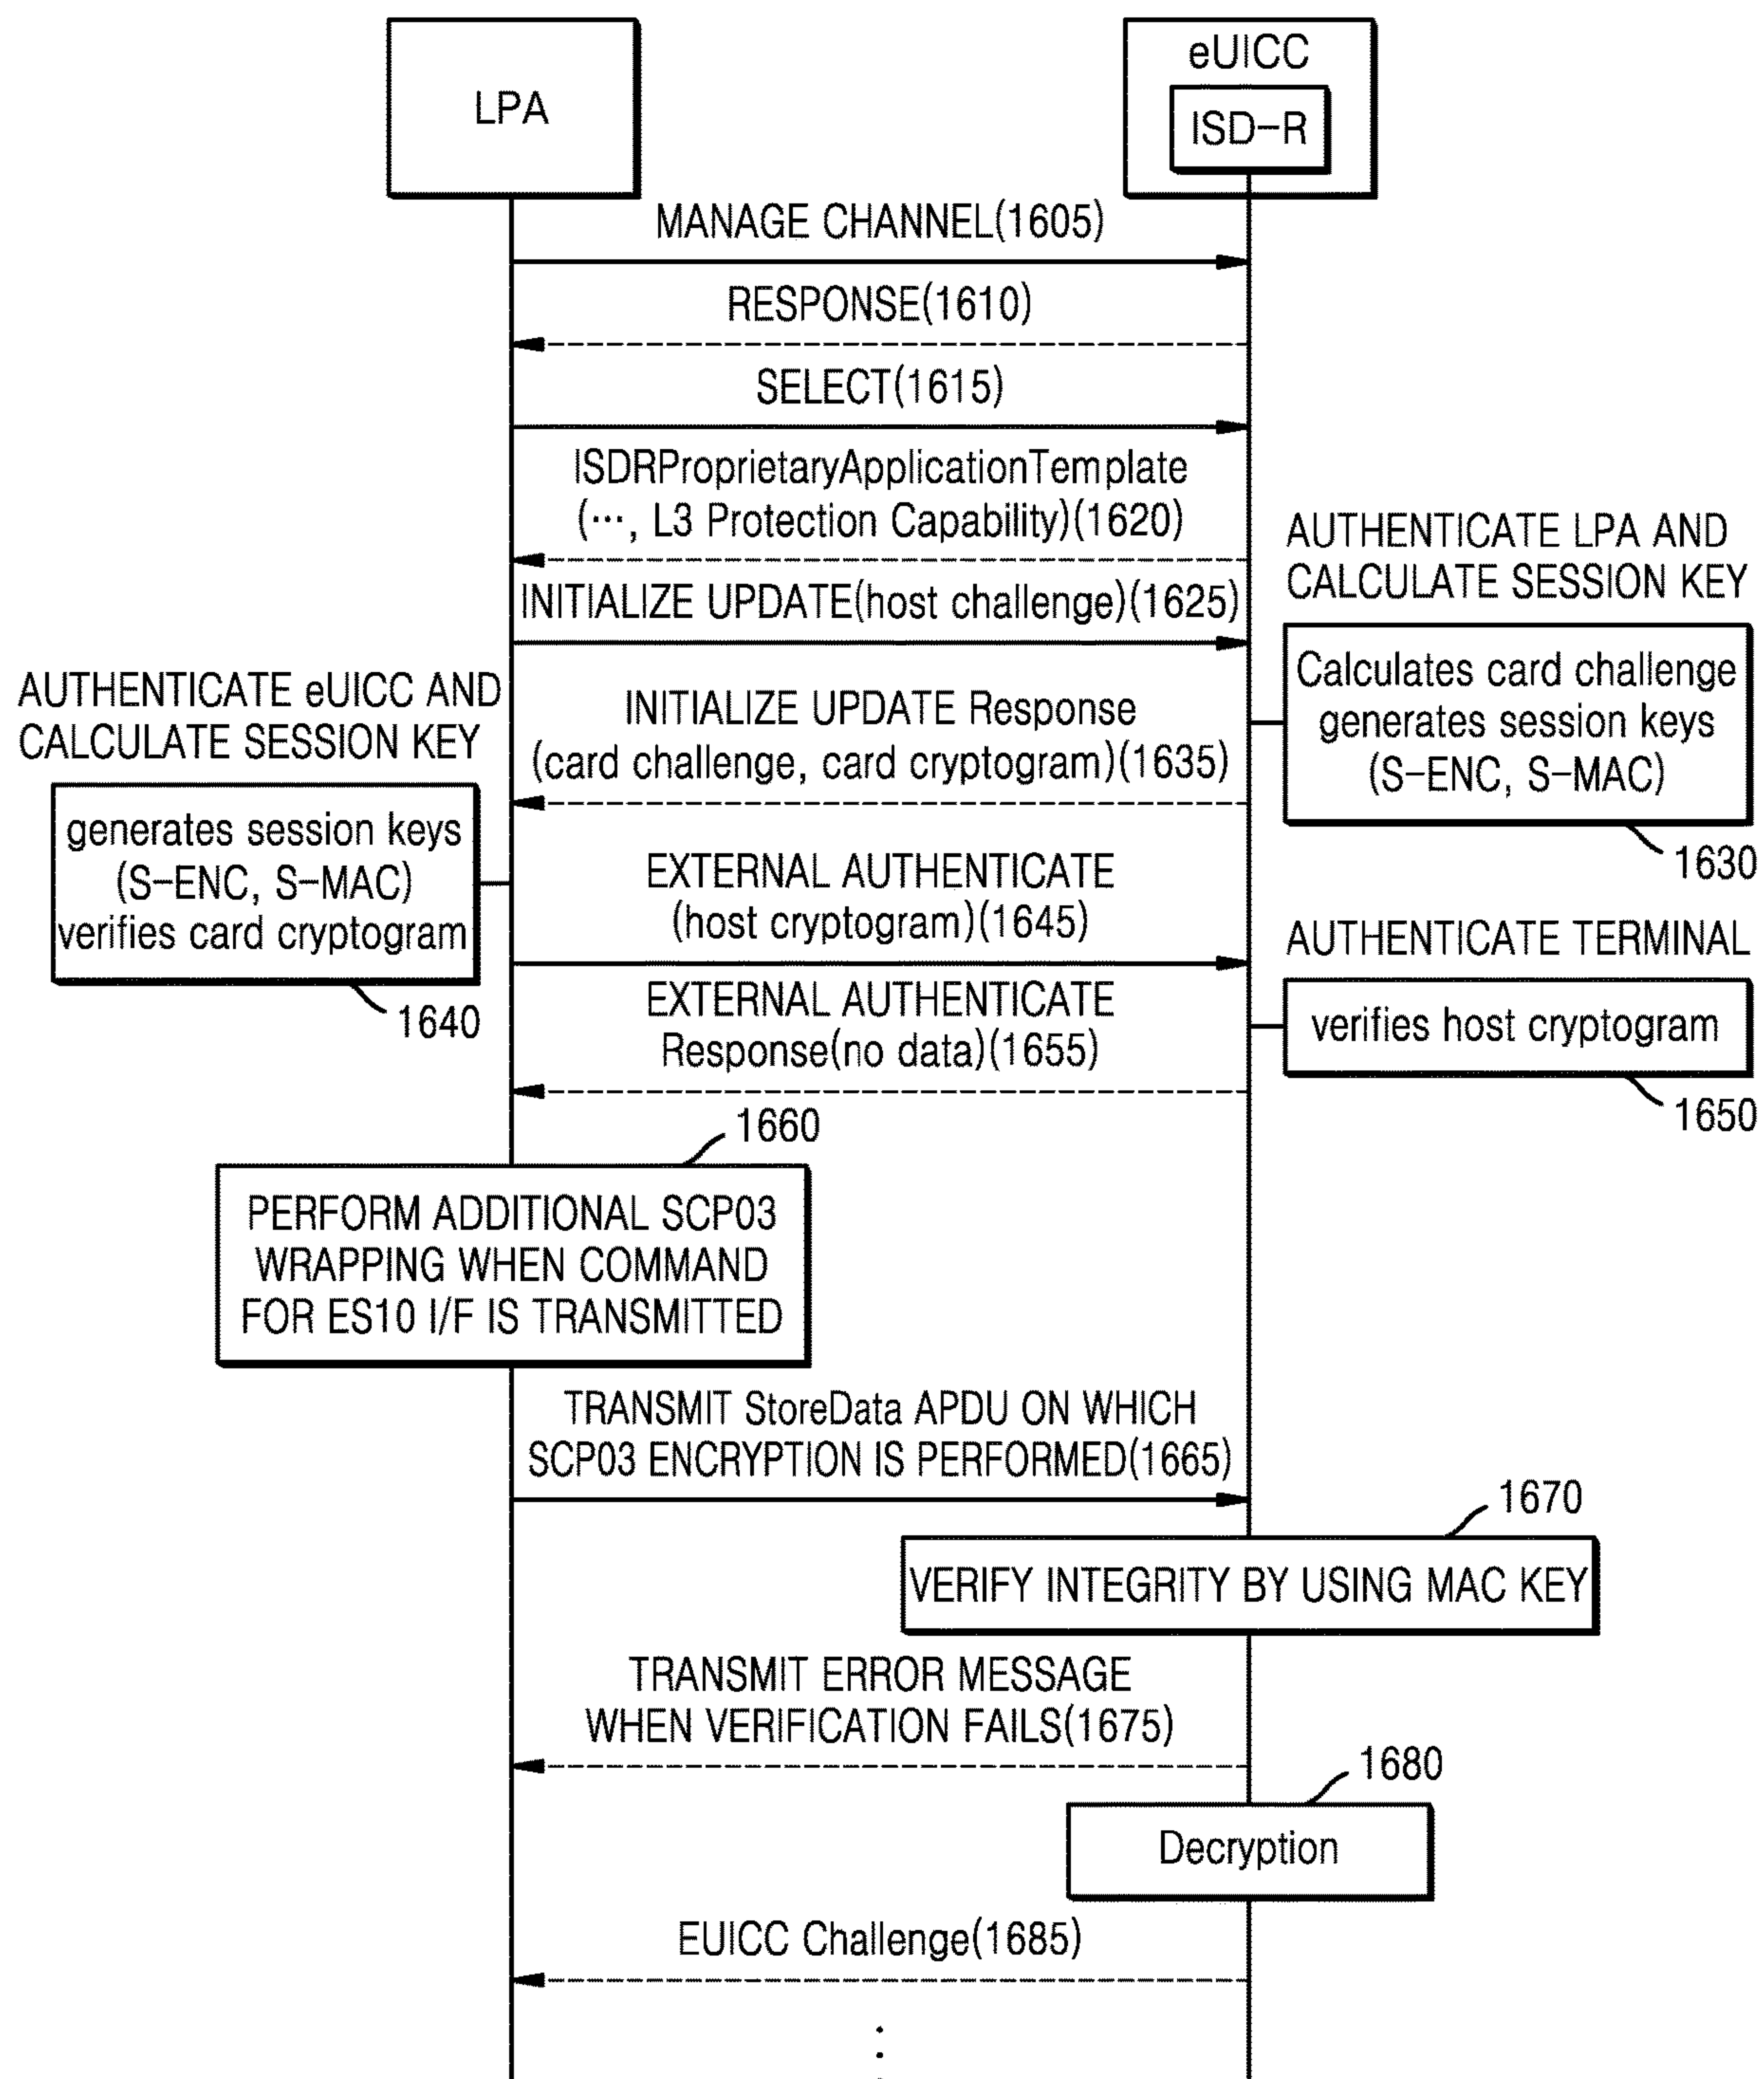 LPA
eUICC
ISD-R
MANAGE CHANNEL(1605)
RESPONSE(1610)
SELECT(1615)
ISDRProprietaryApplicationTemplate
(···, L3 Protection Capability)(1620)
AUTHENTICATE LPA AND
CALCULATE SESSION KEY
INITIALIZE UPDATE(host challenge)(1625)
Calculates card challenge
generates session keys
(S-ENC, S-MAC)
1630
AUTHENTICATE eUICC AND
CALCULATE SESSION KEY
INITIALIZE UPDATE Response
(card challenge, card cryptogram)(1635)
generates session keys
(S-ENC, S-MAC)
verifies card cryptogram
1640
EXTERNAL AUTHENTICATE
(host cryptogram)(1645)
AUTHENTICATE TERMINAL
verifies host cryptogram
1650
EXTERNAL AUTHENTICATE
Response(no data)(1655)
1660
PERFORM ADDITIONAL SCP03
WRAPPING WHEN COMMAND
FOR ES10 I/F IS TRANSMITTED
TRANSMIT StoreData APDU ON WHICH
SCP03 ENCRYPTION IS PERFORMED(1665)
1670
VERIFY INTEGRITY BY USING MAC KEY
TRANSMIT ERROR MESSAGE
WHEN VERIFICATION FAILS(1675)
1680
Decryption
EUICC Challenge(1685)